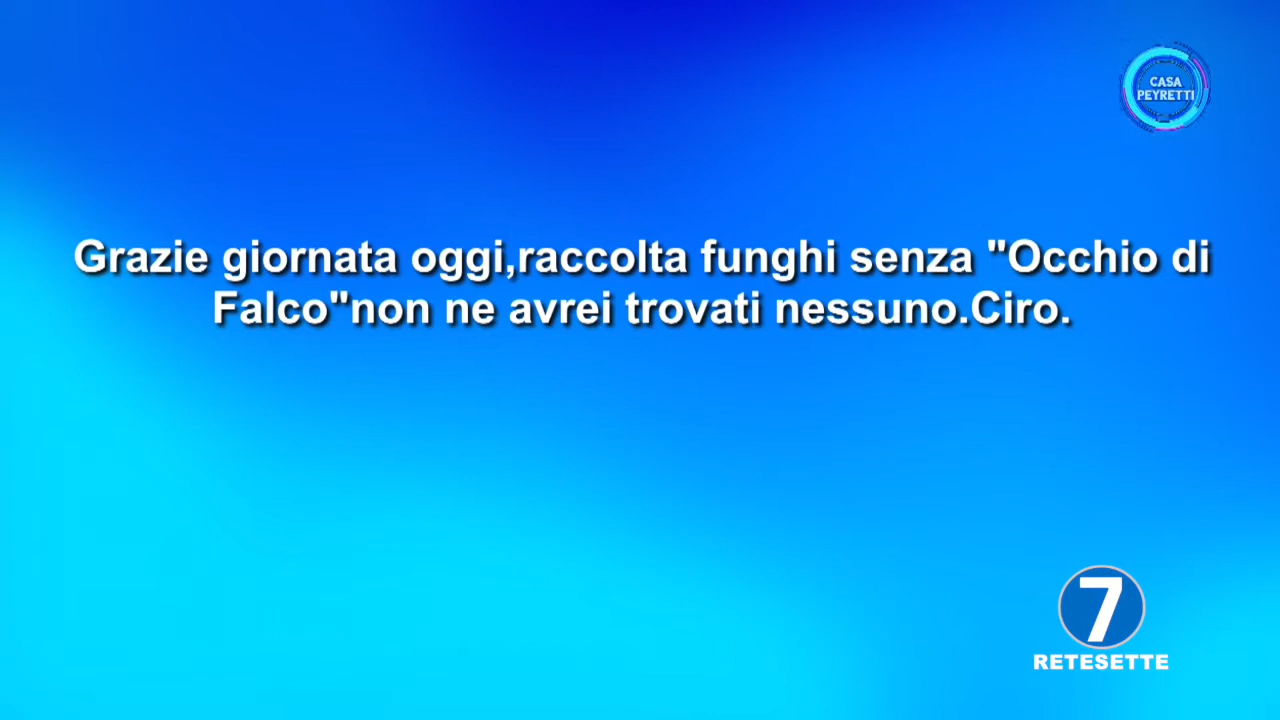 CASA
PEYRETTI
Grazie giornata oggi,raccolta funghi senza "Occhio di
Falco"non ne avrei trovati nessuno.Ciro.
7
RETESETTE